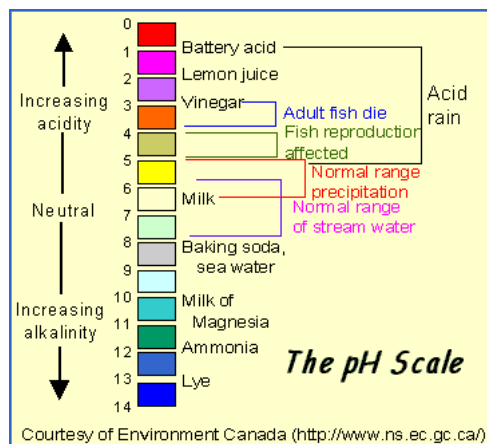 0
1
Battery acid
2
Lemon juice
3
Vinegar
4
5
6
Milk
7
8
Baking soda,
sea water
9
10
Milk of
Magnesia
11
Ammonia
12
13
Lye
14
Increasing
acidity
Neutral
Increasing
alkalinity
Adult fish die
Fish reproduction
affected
Acid
rain
Normal range
precipitation
Normal range
of stream water
The pH Scale
Courtesy of Environment Canada (http://www.ns.ec.gc.ca/)